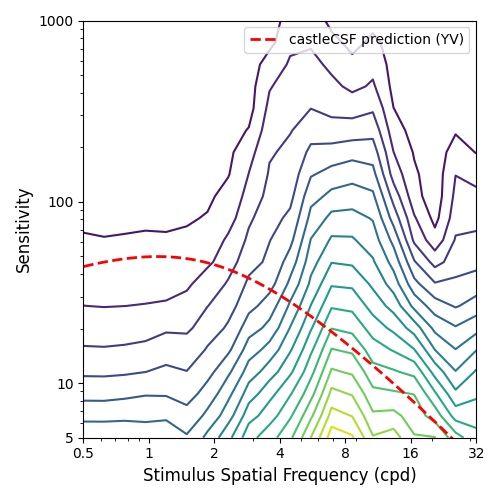 1000
castleCSF prediction (YV)
100
10
5
Sensitivity
0.5 1 2 4 8 16 32
Stimulus Spatial Frequency (cpd)